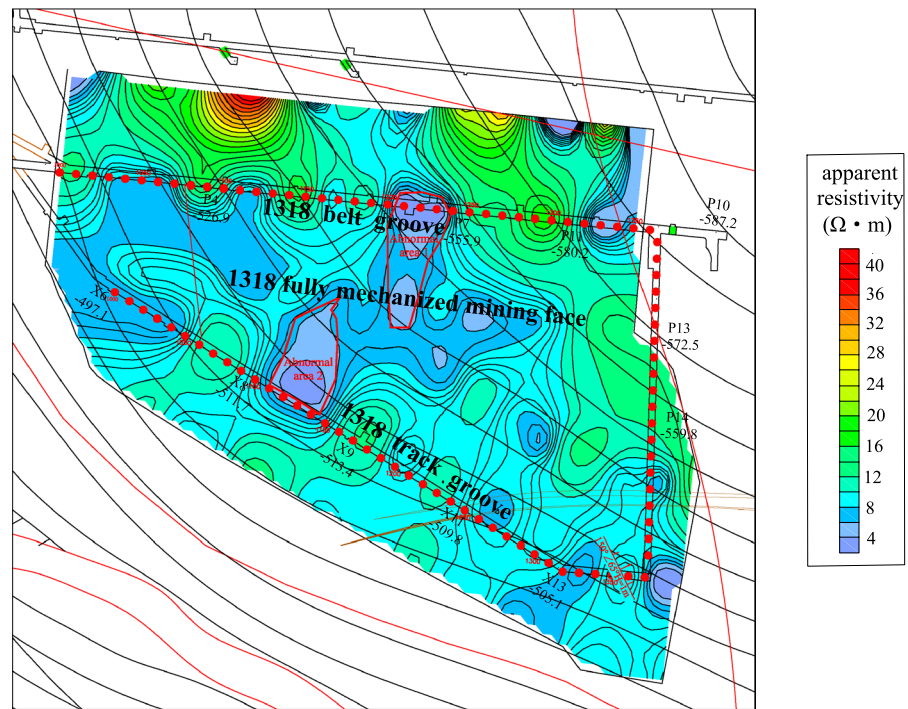 apparent
resistivity
(Ω • m)
40
36
32
28
24
20
16
12
8
4
P10
-587.2
P4
-526.9
1318 belt groove
-555.9
P11
-580.2
Abnormal
area 1
1318 fully mechanized mining face
X6
-497.1
P13
-572.5
Abnormal
area 2
1318 track groove
P14
-559.8
X9
-513.4
-509.8
X13
-505.1
1300